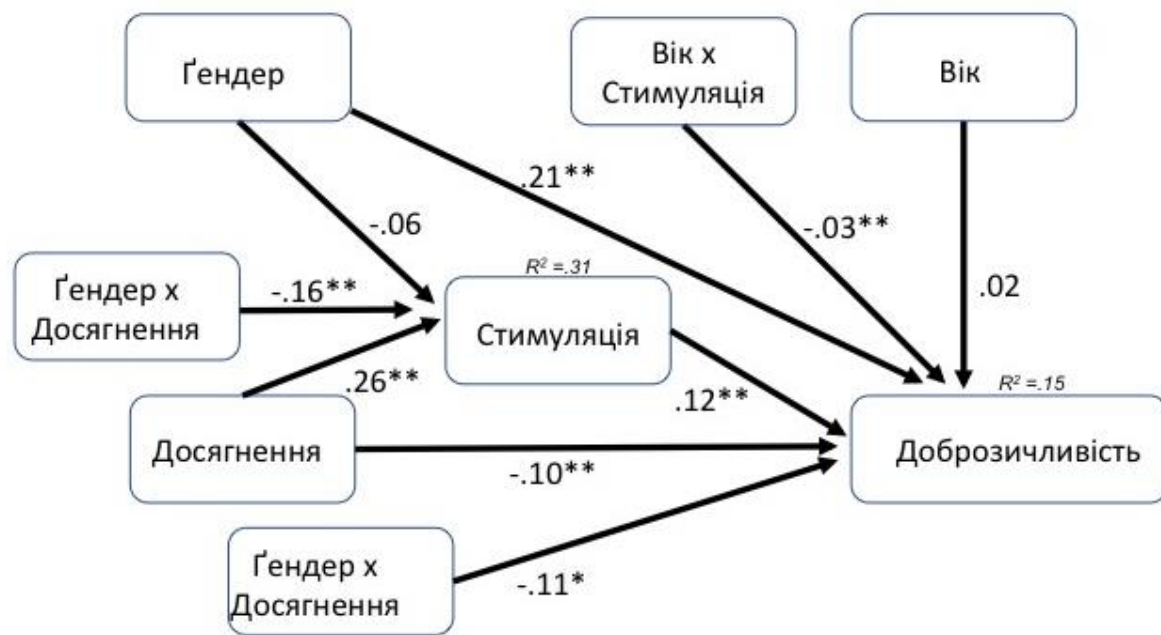 Ґендер
Вік х
Стимуляція
Вік
.21**
-.06
-.03**
R² =.31
.02
Ґендер х
Досягнення
-.16**
Стимуляція
.26**
.12**
R² =.15
Досягнення
-.10**
Доброзичливість
Ґендер х
Досягнення
-.11*